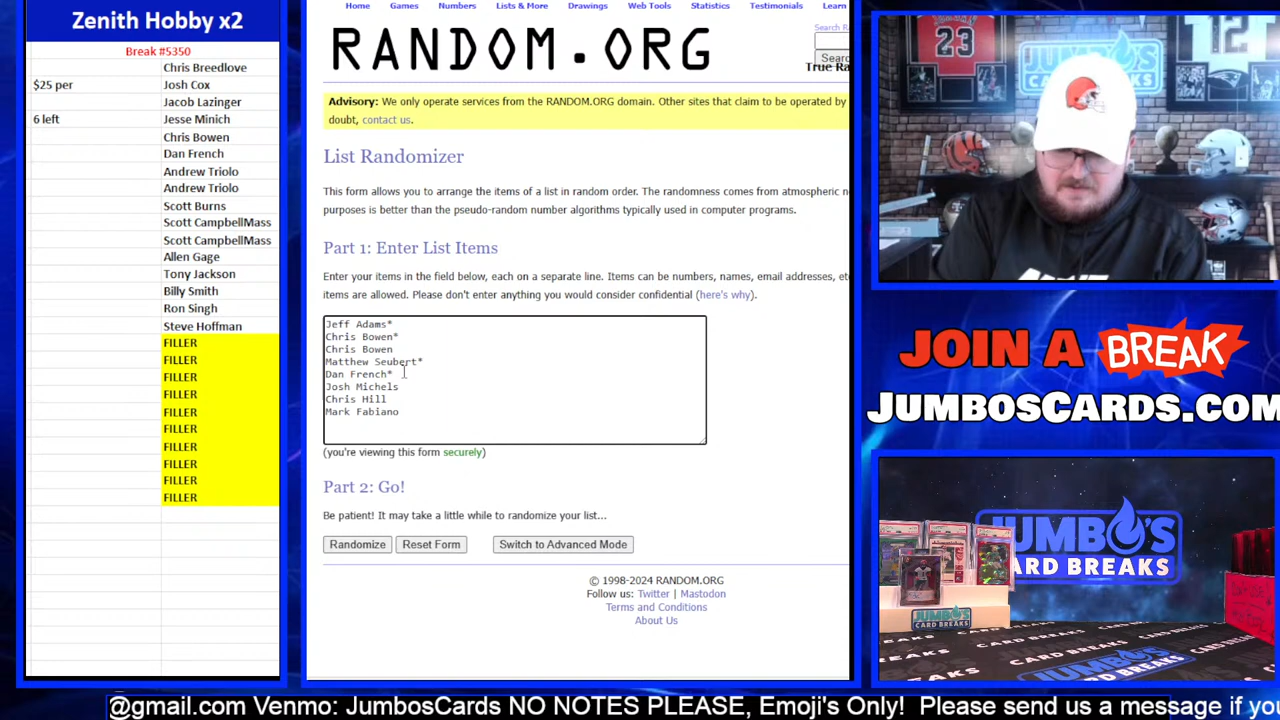 Zenith Hobby x2
Break #5350
Chris Breedlove
$25 per Josh Cox
Jacob Lazinger
6 left Jesse Minich
Chris Bowen
Dan French
Andrew Triolo
Andrew Triolo
Scott Burns
Scott CampbellMass
Scott CampbellMass
Allen Gage
Tony Jackson
Billy Smith
Ron Singh
Steve Hoffman
FILLER
FILLER
FILLER
FILLER
FILLER
FILLER
FILLER
FILLER
FILLER
FILLER
Home Games Numbers Lists & More Drawings Web Tools Statistics Testimonials Learn
Search R
RANDOM.ORG
Searc
True Ra
Advisory: We only operate services from the RANDOM.ORG domain. Other sites that claim to be operated by
doubt, contact us.
List Randomizer
This form allows you to arrange the items of a list in random order. The randomness comes from atmospheric n
purposes is better than the pseudo-random number algorithms typically used in computer programs.
Part 1: Enter List Items
Enter your items in the field below, each on a separate line. Items can be numbers, names, email addresses, et
items are allowed. Please don't enter anything you would consider confidential (here's why).
Jeff Adams*
Chris Bowen*
Chris Bowen
Matthew Seubert*
Dan French*
Josh Michels
Chris Hill
Mark Fabiano
(you're viewing this form securely)
Part 2: Go!
Be patient! It may take a little while to randomize your list...
Randomize Reset Form Switch to Advanced Mode
© 1998-2024 RANDOM.ORG
Follow us: Twitter | Mastodon
Terms and Conditions
About Us
23
12
JOIN A BREAK
JUMBOSCARDS.COM
JUMBO'S
CARD BREAKS
JUMBO'S
CARD BREAKS
@gmail.com Venmo: JumbosCards NO NOTES PLEASE, Emoji's Only! Please send us a message if you